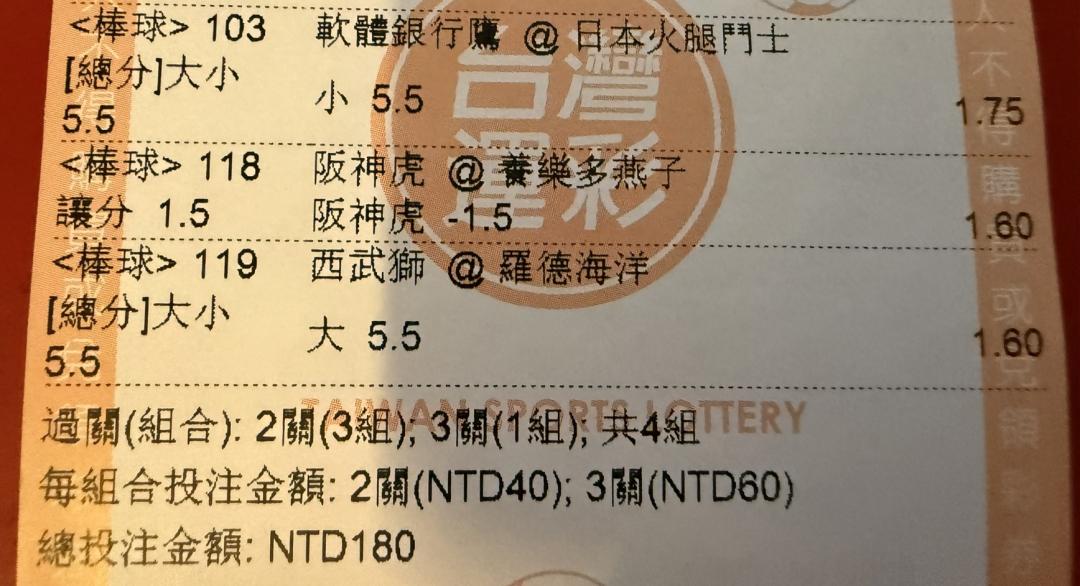 <棒球> 103 軟體銀行鷹 @ 日本火腿鬥士
[總分]大小
小 5.5
5.5
1.75
<棒球> 118 阪神虎 @ 養樂多燕子
讓分 1.5 阪神虎 -1.5 1.60
<棒球> 119 西武獅 @ 羅德海洋
[總分]大小
大 5.5
5.5
1.60
過關(組合): 2關(3組); 3關(1組); 共4組
每組合投注金額: 2關(NTD40); 3關(NTD60)
總投注金額: NTD180
台灣
運彩
TAIWAN SPORTS LOTTERY